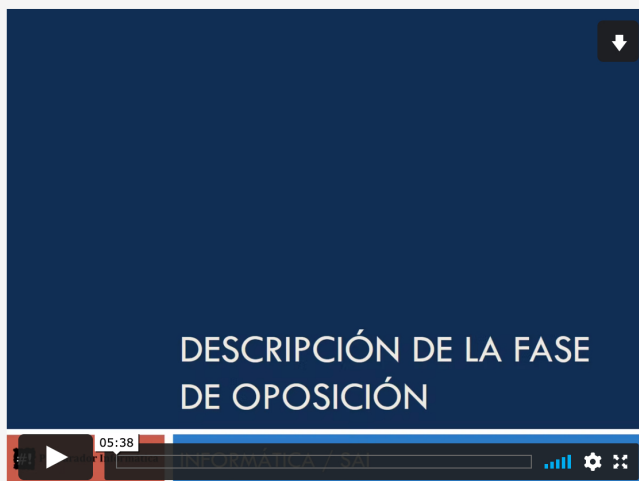 DESCRIPCIÓN DE LA FASE
DE OPOSICIÓN
05:38
#!
INFORMÁTICA / SAI